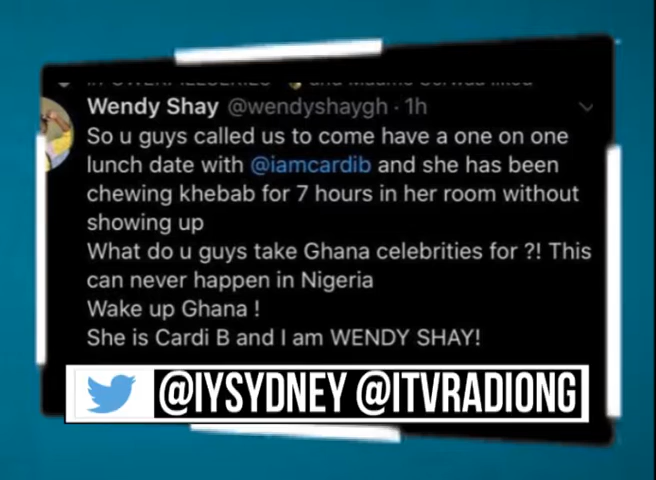 Wendy Shay @wendyshaygh · 1h
So u guys called us to come have a one on one
lunch date with @iamcardib and she has been
chewing khebab for 7 hours in her room without
showing up
What do u guys take Ghana celebrities for ?! This
can never happen in Nigeria
Wake up Ghana !
She is Cardi B and I am WENDY SHAY!
@IYSYDNEY @ITVRADIONG